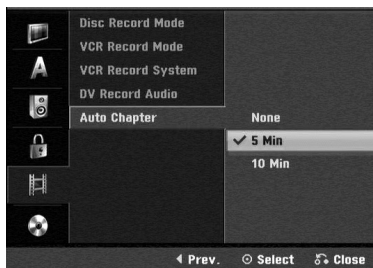 Disc Record Mode
VCR Record Mode
VCR Record System
DV Record Audio
Auto Chapter
None
✓ 5 Min
10 Min
A
Prev.
Select
Close